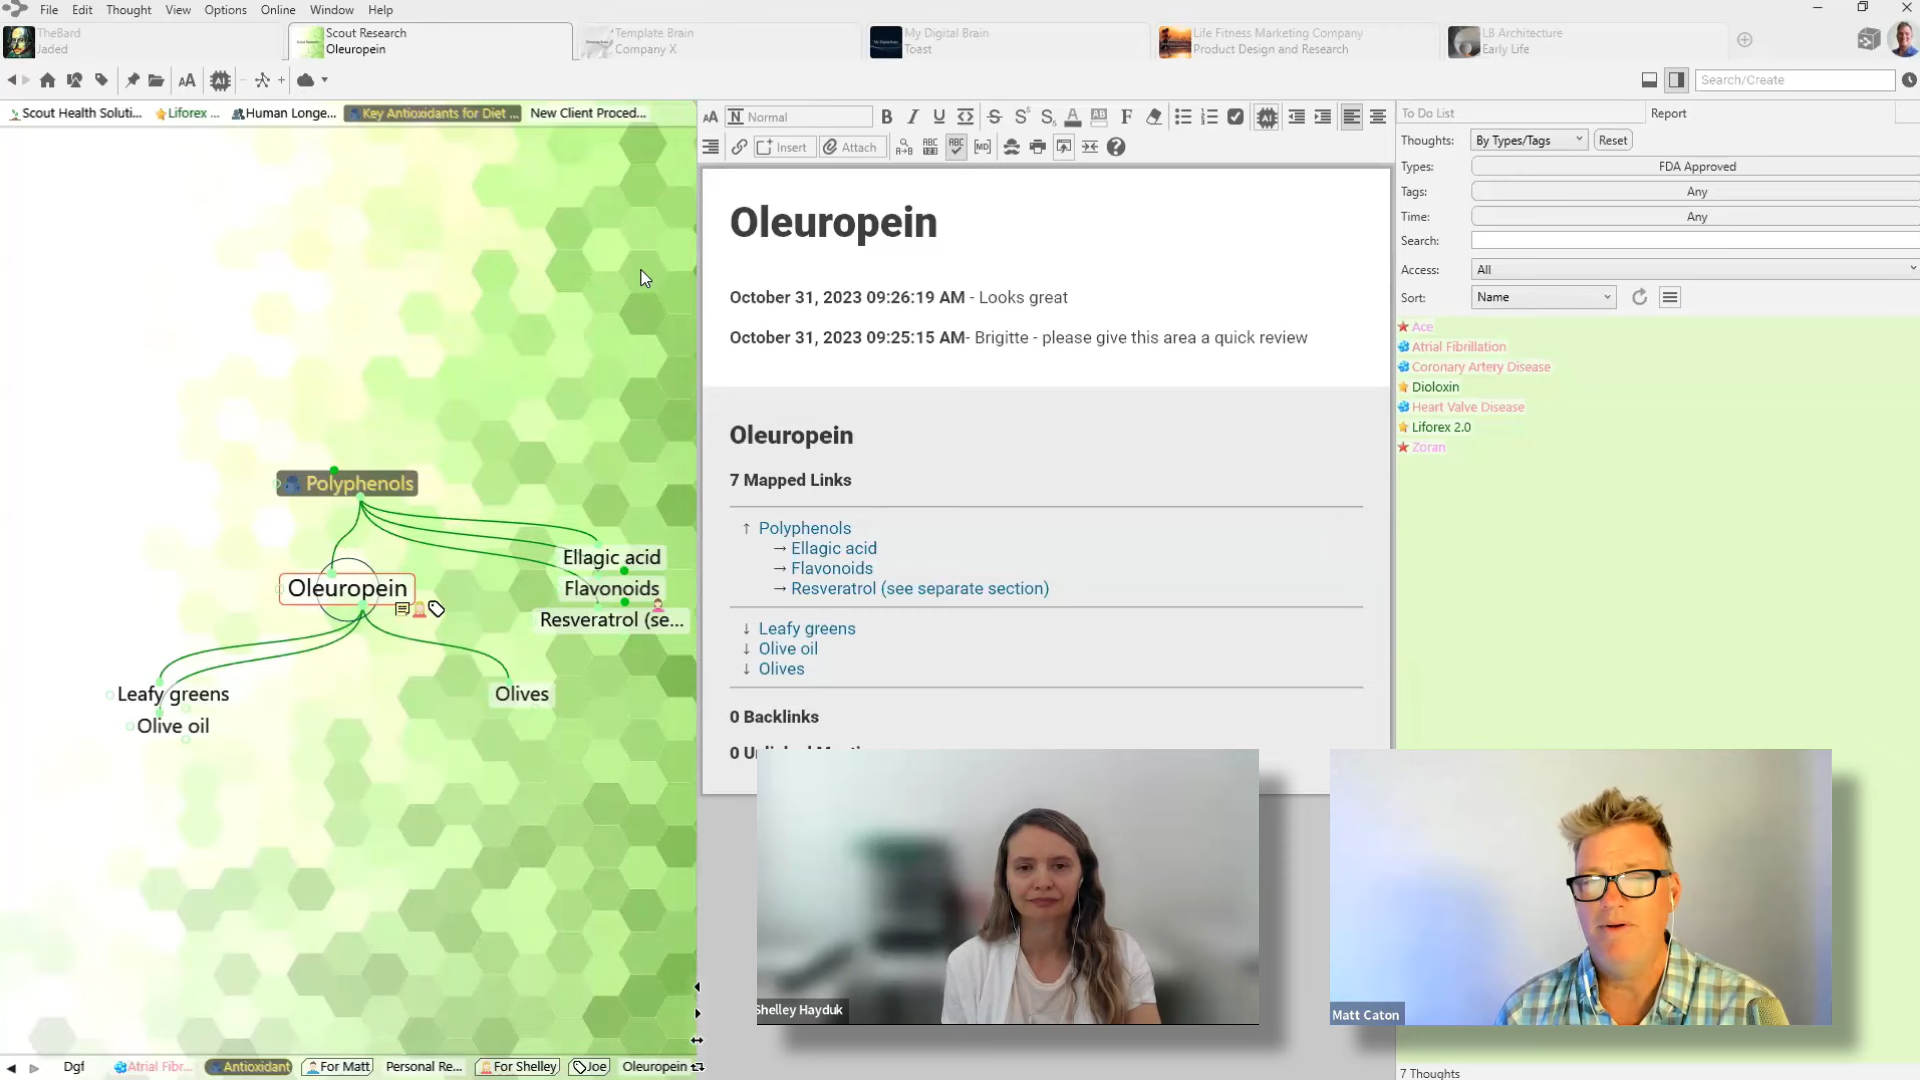 File Edit Thought View Options Online Window Help
TheBard
Jaded
Scout Research
Oleuropein
Template Brain
Company X
My Digital Brain
Toast
Life Fitness Marketing Company
Product Design and Research
LB Architecture
Early Life
Search/Create
Scout Health Soluti... Liforex ... Human Longe... Key Antioxidants for Diet ... New Client Proced...
Normal
Insert Attach
To Do List Report
Thoughts: By Types/Tags Reset
Types: FDA Approved
Tags: Any
Time: Any
Search:
Access: All
Sort: Name
Ace
Atrial Fibrillation
Coronary Artery Disease
Dioloxin
Heart Valve Disease
Liforex 2.0
Zoran
7 Thoughts
Oleuropein
October 31, 2023 09:26:19 AM - Looks great
October 31, 2023 09:25:15 AM- Brigitte - please give this area a quick review
Oleuropein
7 Mapped Links
↑ Polyphenols
→ Ellagic acid
→ Flavonoids
→ Resveratrol (see separate section)
↓ Leafy greens
↓ Olive oil
↓ Olives
0 Backlinks
Polyphenols
Ellagic acid
Oleuropein
Flavonoids
Resveratrol (se...
Leafy greens
Olives
Olive oil
Shelley Hayduk
Matt Caton
Dgf Atrial Fibr... Antioxidant For Matt Personal Re... For Shelley Joe Oleuropein